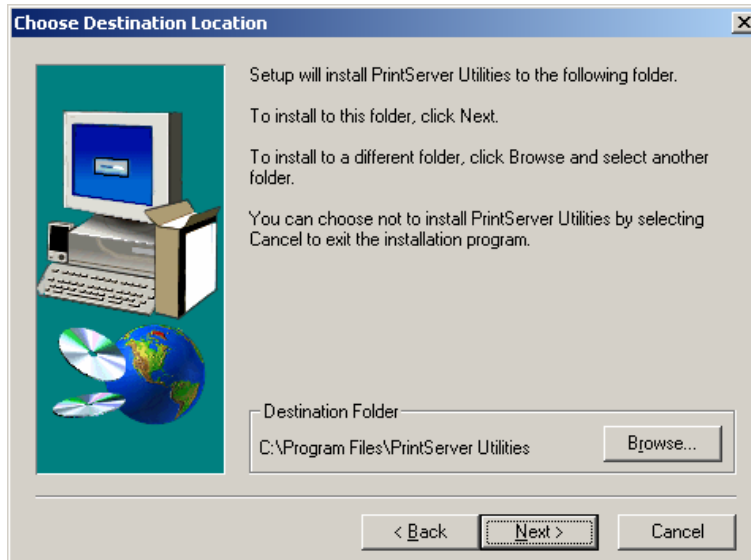 Choose Destination Location
Setup will install PrintServer Utilities to the following folder.
To install to this folder, click Next.
To install to a different folder, click Browse and select another
folder.
You can choose not to install PrintServer Utilities by selecting
Cancel to exit the installation program.
Destination Folder
C:\Program Files\PrintServer Utilities
Browse...
< Back
Next >
Cancel